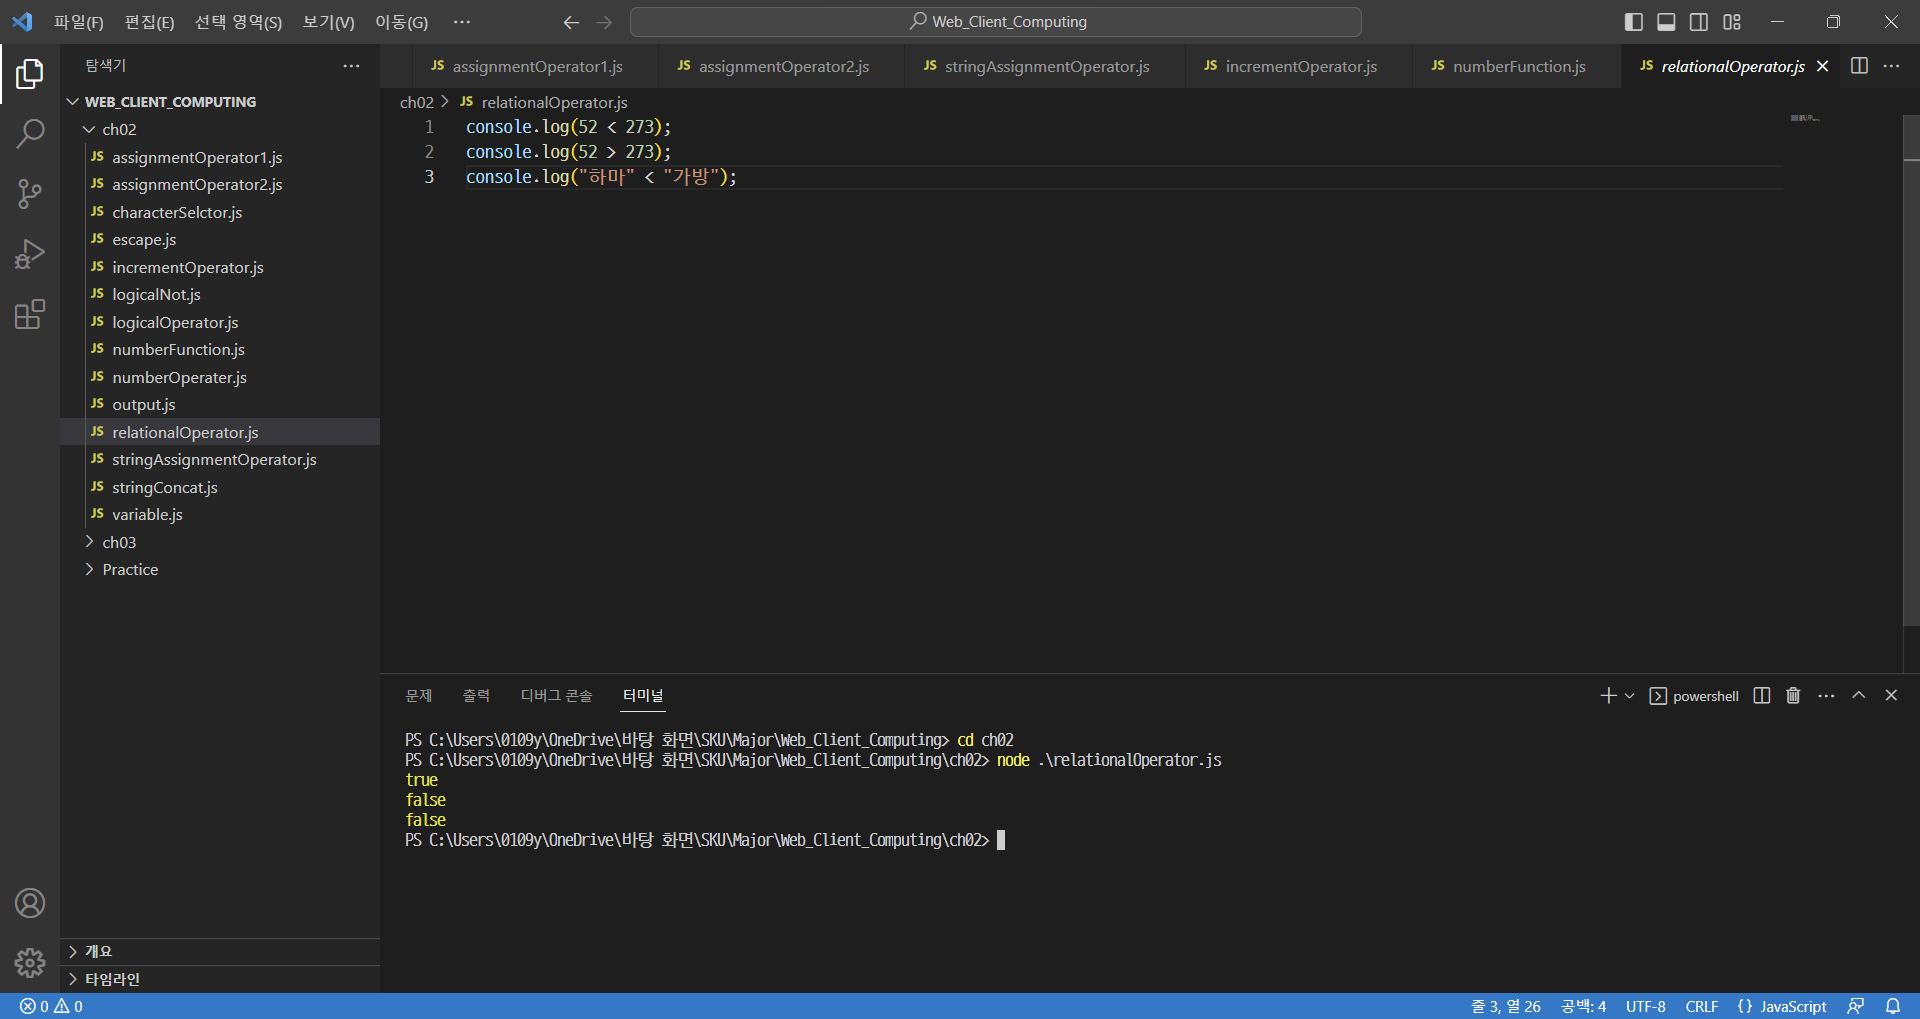 파일(F) 편집(E) 선택 영역(S) 보기(V) 이동(G) ··· Web_Client_Computing
탐색기 ···
WEB_CLIENT_COMPUTING
ch02
JS assignmentOperator1.js
JS assignmentOperator2.js
JS characterSelctor.js
JS escape.js
JS incrementOperator.js
JS logicalNot.js
JS logicalOperator.js
JS numberFunction.js
JS numberOperater.js
JS output.js
JS relationalOperator.js
JS stringAssignmentOperator.js
JS stringConcat.js
JS variable.js
ch03
Practice
개요
타임라인
JS assignmentOperator1.js JS assignmentOperator2.js JS stringAssignmentOperator.js JS incrementOperator.js JS numberFunction.js JS relationalOperator.js
ch02 > JS relationalOperator.js
1 console.log(52 < 273);
2 console.log(52 > 273);
3 console.log("하마" < "가방");
문제 출력 디버그 콘솔 터미널 powershell
PS C:\Users\0109y\OneDrive\바탕 화면\SKU\Major\Web_Client_Computing> cd ch02
PS C:\Users\0109y\OneDrive\바탕 화면\SKU\Major\Web_Client_Computing\ch02> node .\relationalOperator.js
true
false
false
PS C:\Users\0109y\OneDrive\바탕 화면\SKU\Major\Web_Client_Computing\ch02>
0 0 줄 3, 열 26 공백: 4 UTF-8 CRLF {} JavaScript